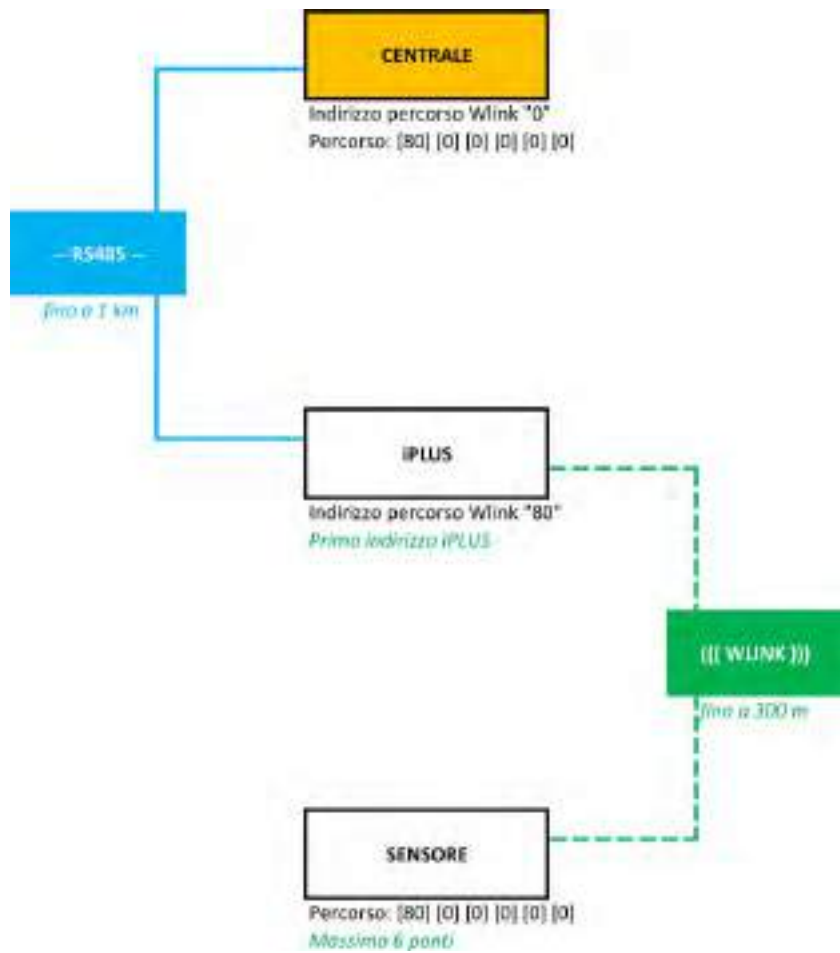 CENTRALE
Indirizzo percorso Wlink "0"
Percorso: [80] [0] [0] [0] [0] [0]
--- RS485 ---
fino a 1 km
iPLUS
Indirizzo percorso Wlink "80"
Primo indirizzo iPLUS
((( WLINK )))
fino a 300 m
SENSORE
Percorso: [80] [0] [0] [0] [0] [0]
Massimo 6 ponti